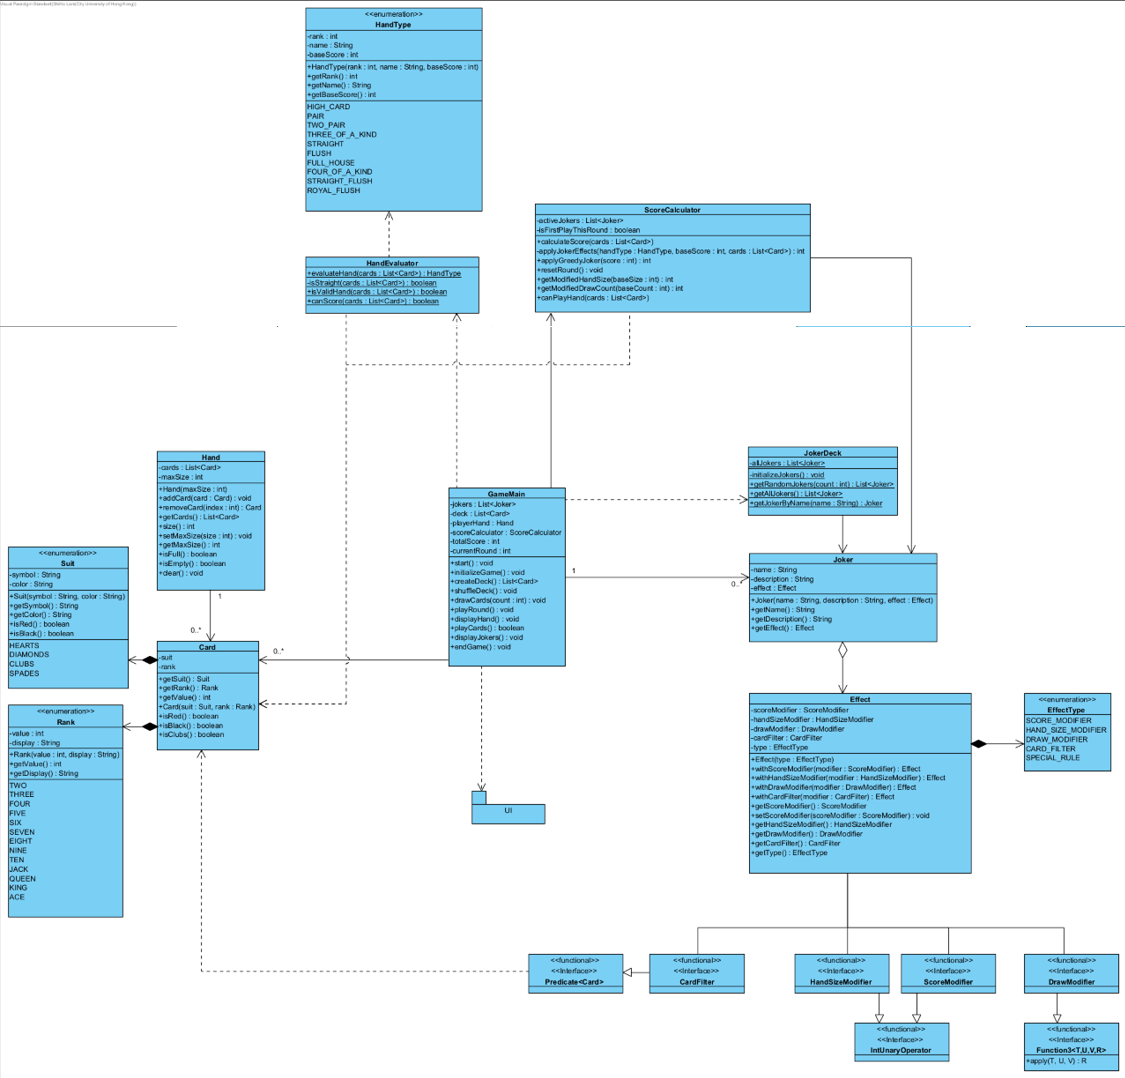 Visual Paradigm Standard(Stell's Land(City University of Hong Kong))
<<enumeration>>
HandType
-rank : int
-name : String
-baseScore : int
+HandType(rank : int, name : String, baseScore : int)
+getRank() : int
+getName() : String
+getBaseScore() : int
HIGH_CARD
PAIR
TWO_PAIR
THREE_OF_A_KIND
STRAIGHT
FLUSH
FULL_HOUSE
FOUR_OF_A_KIND
STRAIGHT_FLUSH
ROYAL_FLUSH
ScoreCalculator
-activeJokers : List<Joker>
-isFirstPlayThisRound : boolean
+calculateScore(cards : List<Card>)
-applyJokerEffects(handType : HandType, baseScore : Int, cards : List<Card>) : int
+applyGreedyJoker(score : int) : int
+resetRound() : void
+getModifiedHandSize(baseSize : int) : int
+getModifiedDrawCount(baseCount : int) : int
+canPlayHand(cards : List<Card>)
HandEvaluator
+evaluateHand(cards : List<Card>) : HandType
-isStraight(cards : List<Card>) : boolean
+isValidHand(cards : List<Card>) : boolean
+canScore(cards : List<Card>) : boolean
Hand
-cards : List<Card>
-maxSize : int
+Hand(maxSize : int)
+addCard(card : Card) : void
+removeCard(index : int) : Card
+getCards() : List<Card>
+size() : int
+setMaxSize(size : int) : void
+getMaxSize() : int
+isFull() : boolean
+isEmpty() : boolean
+clear() : void
1
0..*
JokerDeck
-allJokers : List<Joker>
-initializeJokers() : void
+getRandomJokers(count : int) : List<Joker>
+getAllJokers() : List<Joker>
+getJokerByName(name : String) : Joker
GameMain
-jokers : List<Joker>
-deck : List<Card>
-playerHand : Hand
-scoreCalculator : ScoreCalculator
-totalScore : int
-currentRound : int
+start() : void
+initializeGame() : void
+createDeck() : List<Card>
+shuffleDeck() : void
+drawCards(count : int) : void
+playRound() : void
+displayHand() : void
+playCards() : boolean
+displayJokers() : void
+endGame() : void
1
0..*
0..*
<<enumeration>>
Suit
-symbol : String
-color : String
+Suit(symbol : String, color : String)
+getSymbol() : String
+getColor() : String
+isRed() : boolean
+isBlack() : boolean
HEARTS
DIAMONDS
CLUBS
SPADES
Joker
-name : String
-description : String
-effect : Effect
+Joker(name : String, description : String, effect : Effect)
+getName() : String
+getDescription() : String
+getEffect() : Effect
Card
-suit
-rank
+getSuit() : Suit
+getRank() : Rank
+getValue() : int
+Card(suit : Suit, rank : Rank)
+isRed() : boolean
+isBlack() : boolean
+isClubs() : boolean
<<enumeration>>
Rank
-value : int
-display : String
+Rank(value : int, display : String)
+getValue() : int
+getDisplay() : String
TWO
THREE
FOUR
FIVE
SIX
SEVEN
EIGHT
NINE
TEN
JACK
QUEEN
KING
ACE
UI
Effect
-scoreModifier : ScoreModifier
-handSizeModifier : HandSizeModifier
-drawModifier : DrawModifier
-cardFilter : CardFilter
-type : EffectType
+Effect(type : EffectType)
+withScoreModifier(modifier : ScoreModifier) : Effect
+withHandSizeModifier(modifier : HandSizeModifier) : Effect
+withDrawModifier(modifier : DrawModifier) : Effect
+withCardFilter(modifier : CardFilter) : Effect
+getScoreModifier() : ScoreModifier
+setScoreModifier(scoreModifier : ScoreModifier) : void
+getHandSizeModifier() : HandSizeModifier
+getDrawModifier() : DrawModifier
+getCardFilter() : CardFilter
+getType() : EffectType
<<enumeration>>
EffectType
SCORE_MODIFIER
HAND_SIZE_MODIFIER
DRAW_MODIFIER
CARD_FILTER
SPECIAL_RULE
<<functional>>
<<Interface>>
Predicate<Card>
<<functional>>
<<Interface>>
CardFilter
<<functional>>
<<Interface>>
HandSizeModifier
<<functional>>
<<Interface>>
ScoreModifier
<<functional>>
<<Interface>>
DrawModifier
<<functional>>
<<Interface>>
IntUnaryOperator
<<functional>>
<<Interface>>
Function3<T,U,V,R>
+apply(T, U, V) : R